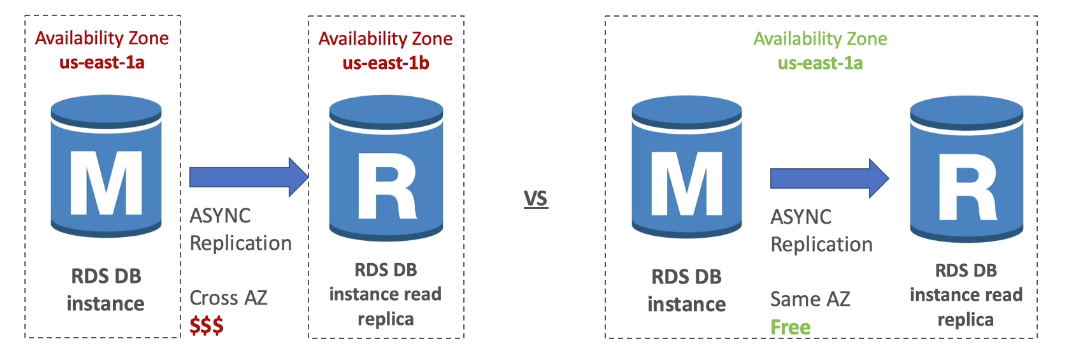 Availability Zone
us-east-1a
M
RDS DB
instance
ASYNC
Replication
Cross AZ
$$$
Availability Zone
us-east-1b
R
RDS DB
instance read
replica
VS
Availability Zone
us-east-1a
M
RDS DB
instance
ASYNC
Replication
Same AZ
Free
R
RDS DB
instance read
replica